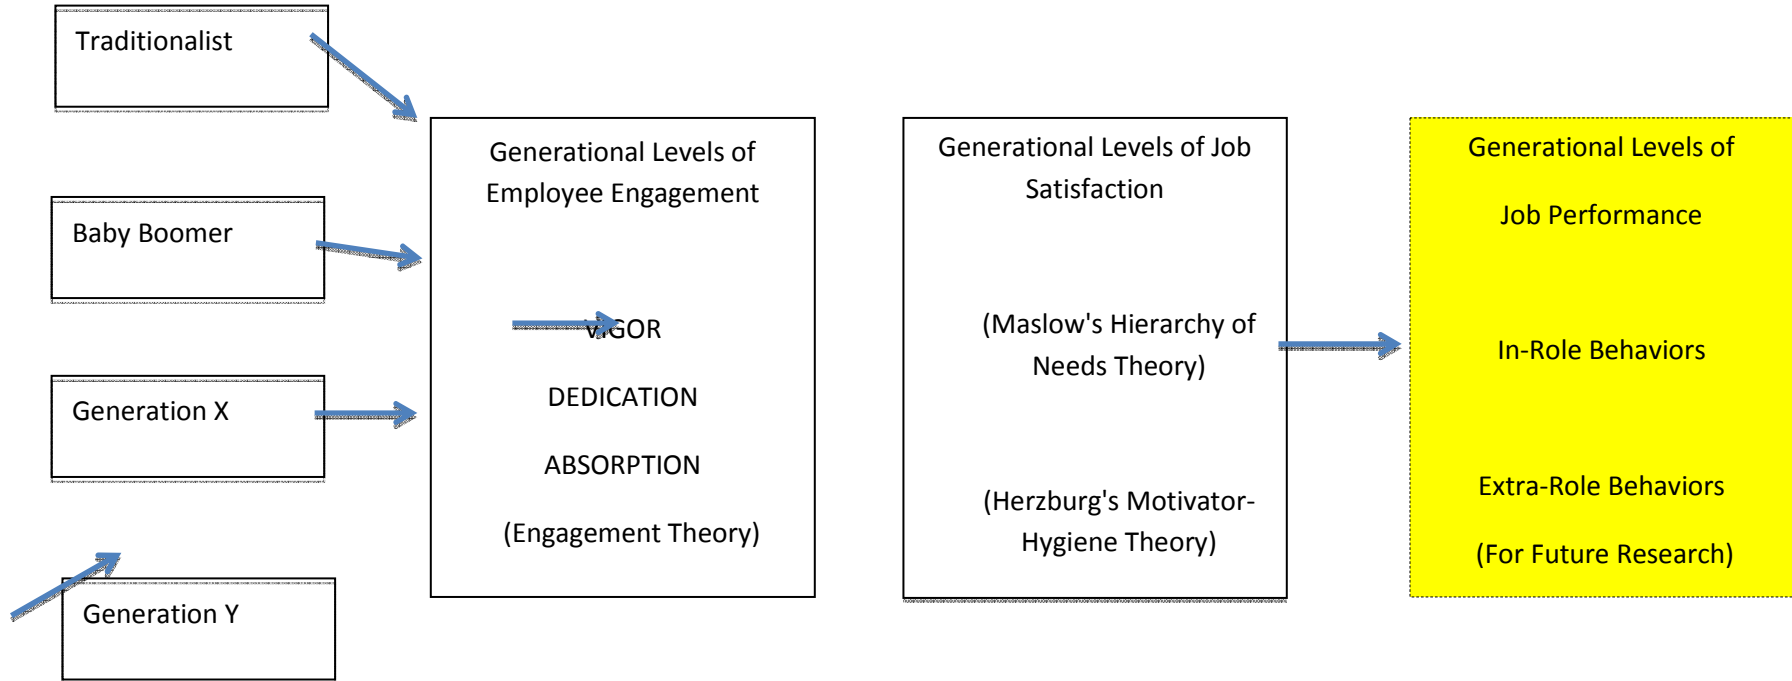 Traditionalist
Baby Boomer
Generation X
Generation Y
Generational Levels of
Employee Engagement
VIGOR
DEDICATION
ABSORPTION
(Engagement Theory)
Generational Levels of Job
Satisfaction
(Maslow's Hierarchy of
Needs Theory)
(Herzburg's Motivator-
Hygiene Theory)
Generational Levels of
Job Performance
In-Role Behaviors
Extra-Role Behaviors
(For Future Research)